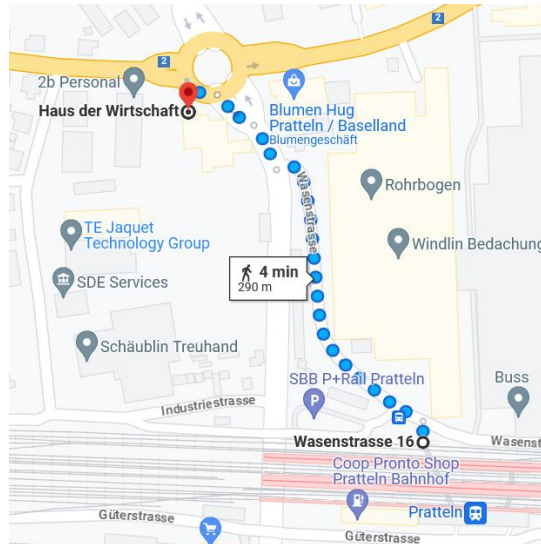 2
2
2b Personal
Haus der Wirtschaft
Blumen Hug
Pratteln / Baselland
Blumengeschäft
Wasenstrasse
Rohrbogen
TE Jaquet
Technology Group
Windlin Bedachung
4 min
290 m
SDE Services
Schäublin Treuhand
SBB P+Rail Pratteln
P
Buss
Industriestrasse
Wasenstrasse 16
Wasenst
Coop Pronto Shop
Pratteln Bahnhof
Pratteln
Güterstrasse
Güterstrasse